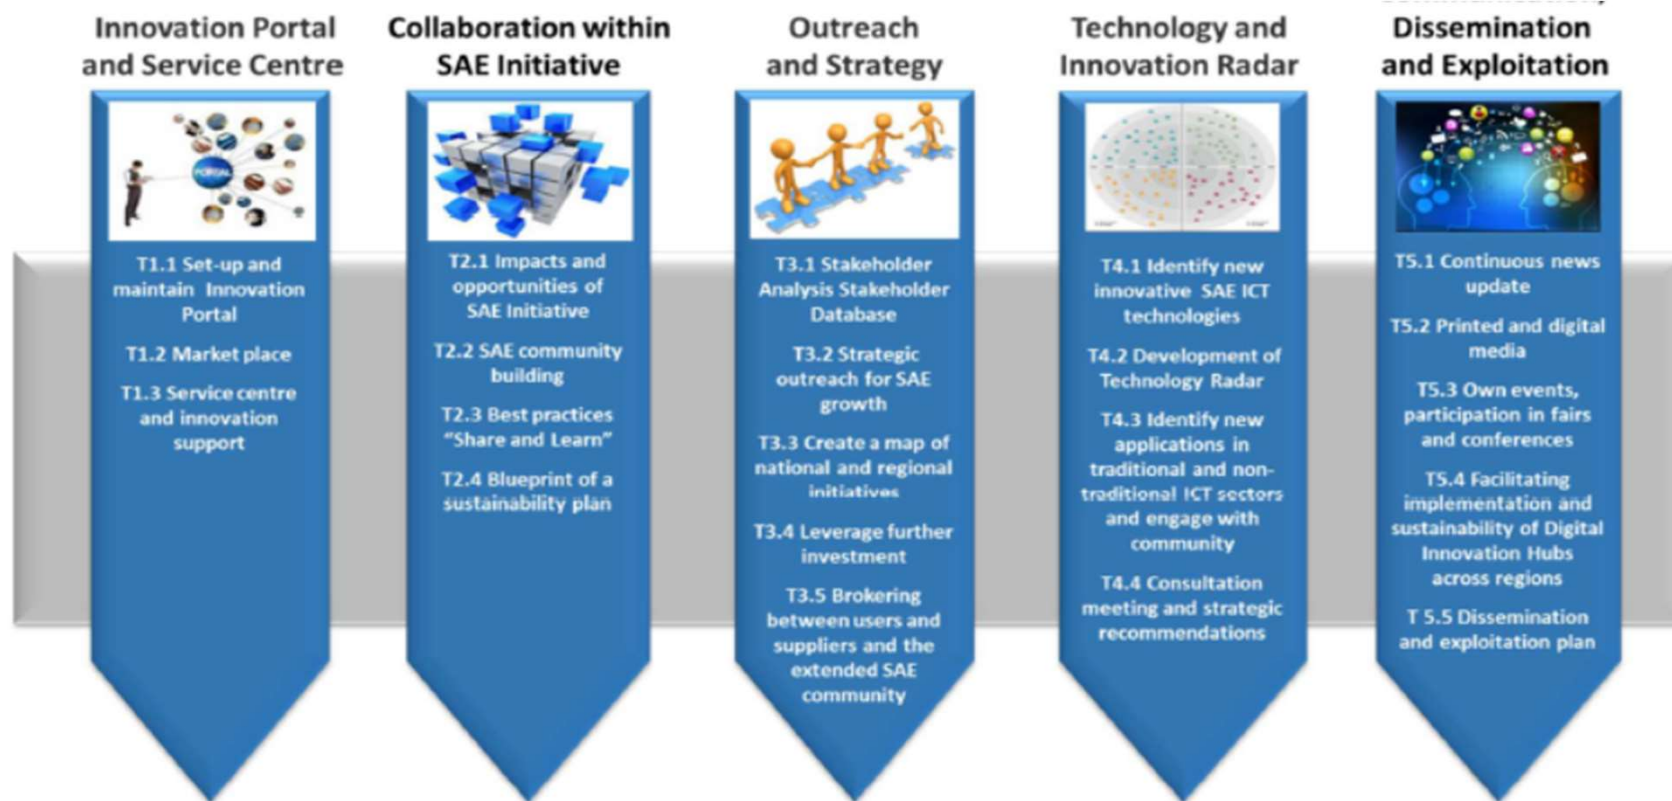 Innovation Portal
and Service Centre
T1.1 Set-up and
maintain Innovation
Portal
T1.2 Market place
T1.3 Service centre
and innovation
support
Collaboration within
SAE Initiative
T2.1 Impacts and
opportunities of
SAE Initiative
T2.2 SAE community
building
T2.3 Best practices
“Share and Learn”
T2.4 Blueprint of a
sustainability plan
Outreach
and Strategy
T3.1 Stakeholder
Analysis Stakeholder
Database
T3.2 Strategic
outreach for SAE
growth
T3.3 Create a map of
national and regional
initiatives
T3.4 Leverage further
investment
T3.5 Brokering
between users and
suppliers and the
extended SAE
community
Technology and
Innovation Radar
T4.1 Identify new
innovative SAE ICT
technologies
T4.2 Development of
Technology Radar
T4.3 Identify new
applications in
traditional and non-
traditional ICT sectors
and engage with
community
T4.4 Consultation
meeting and strategic
recommendations
Dissemination
and Exploitation
T5.1 Continuous news
update
T5.2 Printed and digital
media
T5.3 Own events,
participation in fairs
and conferences
T5.4 Facilitating
implementation and
sustainability of Digital
Innovation Hubs
across regions
T 5.5 Dissemination
and exploitation plan
PORTAL